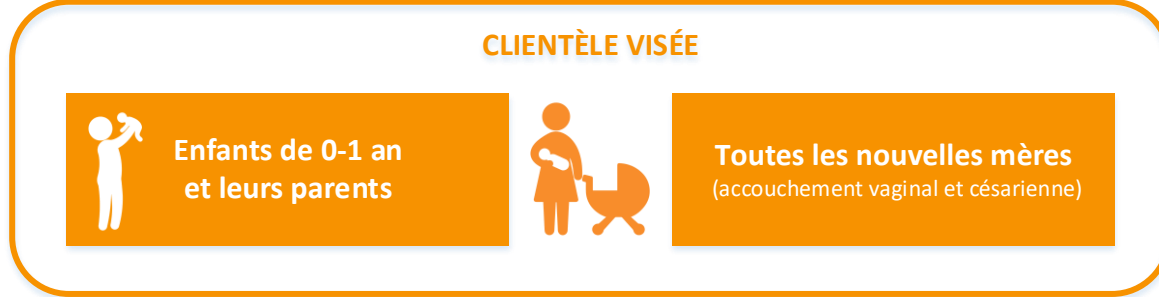 CLIENTÈLE VISÉE
Enfants de 0-1 an
et leurs parents
Toutes les nouvelles mères
(accouchement vaginal et césarienne)